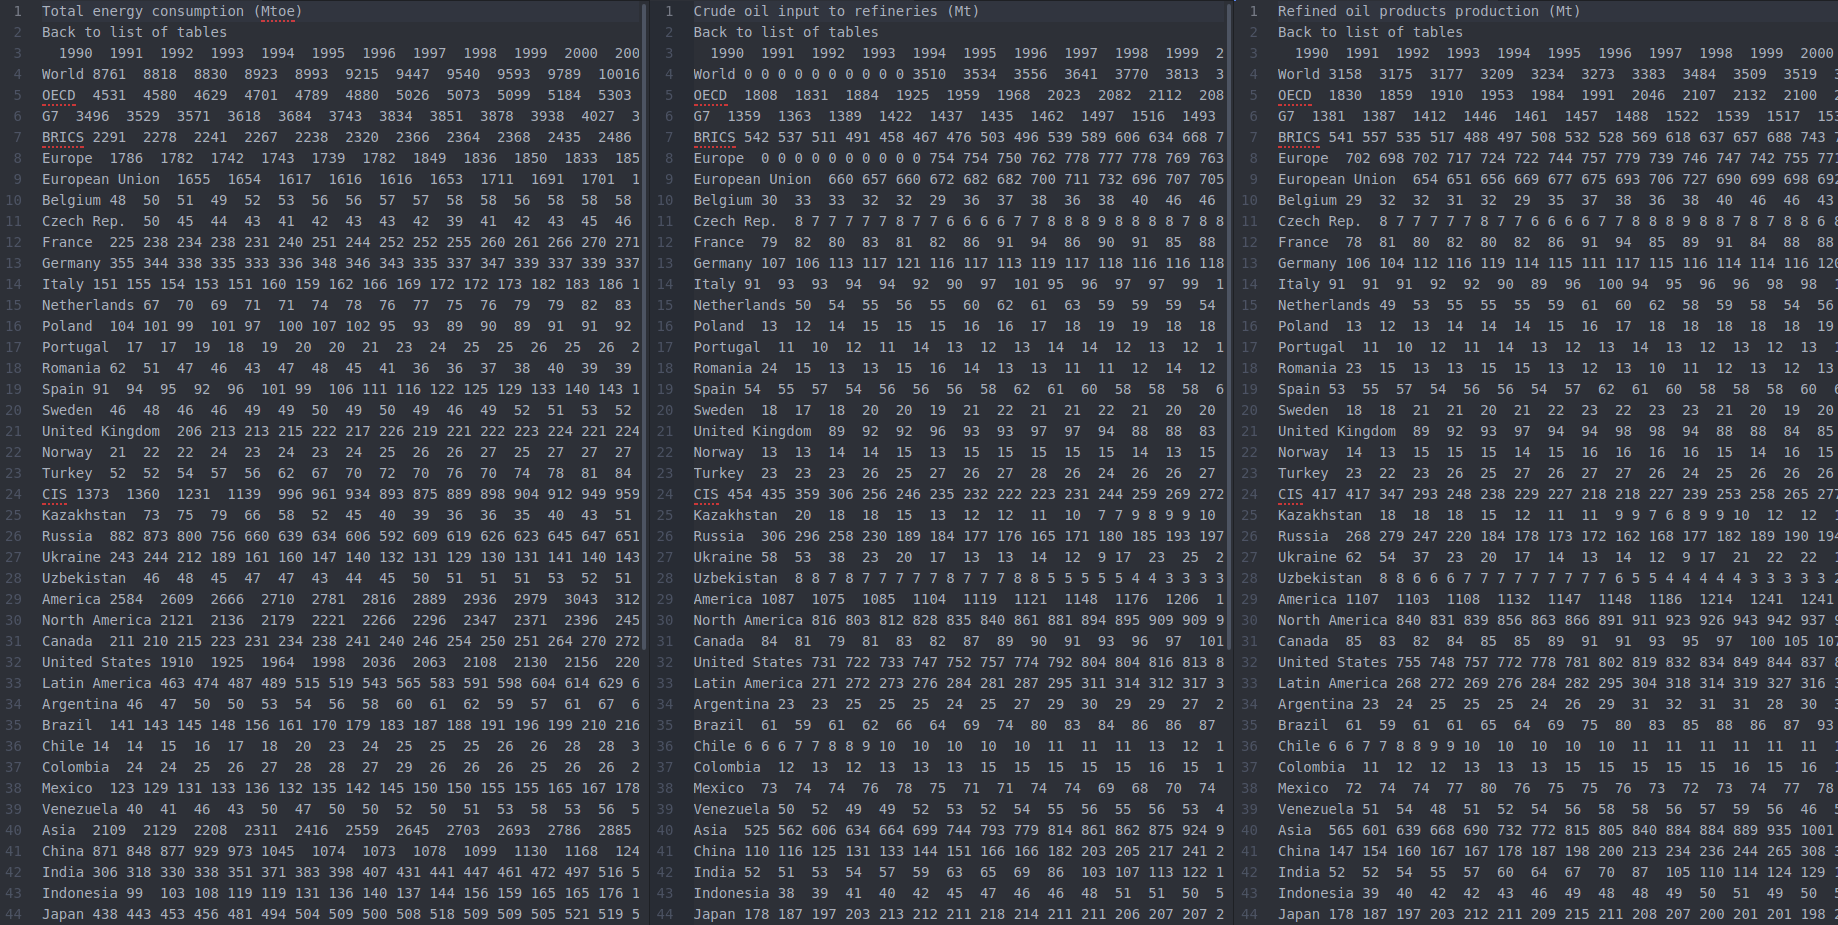 1 Total energy consumption (Mtoe)
2 Back to list of tables
3 1990 1991 1992 1993 1994 1995 1996 1997 1998 1999 2000 200
4 World 8761 8818 8830 8923 8993 9215 9447 9540 9593 9789 10016
5 OECD 4531 4580 4629 4701 4789 4880 5026 5073 5099 5184 5303
6 G7 3496 3529 3571 3618 3684 3743 3834 3851 3878 3938 4027 3
7 BRICS 2291 2278 2241 2267 2238 2320 2366 2364 2368 2435 2486
8 Europe 1786 1782 1742 1743 1739 1782 1849 1836 1850 1833 185
9 European Union 1655 1654 1617 1616 1616 1653 1711 1691 1701 1
10 Belgium 48 50 51 49 52 53 56 56 57 57 58 58 56 58 58 58
11 Czech Rep. 50 45 44 43 41 42 43 43 42 39 41 42 43 45 46
12 France 225 238 234 238 231 240 251 244 252 252 255 260 261 266 270 271
13 Germany 355 344 338 335 333 336 348 346 343 335 337 347 339 337 339 337
14 Italy 151 155 154 153 151 160 159 162 166 169 172 172 173 182 183 186 1
15 Netherlands 67 70 69 71 71 74 78 76 77 75 76 79 79 82 83
16 Poland 104 101 99 101 97 100 107 102 95 93 89 90 89 91 91 92
17 Portugal 17 17 19 18 19 20 20 21 23 24 25 25 26 25 26 2
18 Romania 62 51 47 46 43 47 48 45 41 36 36 37 38 40 39 39
19 Spain 91 94 95 92 96 101 99 106 111 116 122 125 129 133 140 143 1
20 Sweden 46 48 46 46 49 49 50 49 50 49 46 49 52 51 53 52
21 United Kingdom 206 213 213 215 222 217 226 219 221 222 223 224 221 224
22 Norway 21 22 22 24 23 24 23 24 25 26 26 27 25 27 27 27
23 Turkey 52 52 54 57 56 62 67 70 72 70 76 70 74 78 81 84
24 CIS 1373 1360 1231 1139 996 961 934 893 875 889 898 904 912 949 959
25 Kazakhstan 73 75 79 66 58 52 45 40 39 36 36 35 40 43 51
26 Russia 882 873 800 756 660 639 634 606 592 609 619 626 623 645 647 651
27 Ukraine 243 244 212 189 161 160 147 140 132 131 129 130 131 141 140 143
28 Uzbekistan 46 48 45 47 47 43 44 45 50 51 51 51 53 52 51
29 America 2584 2609 2666 2710 2781 2816 2889 2936 2979 3043 312
30 North America 2121 2136 2179 2221 2266 2296 2347 2371 2396 245
31 Canada 211 210 215 223 231 234 238 241 240 246 254 250 251 264 270 272
32 United States 1910 1925 1964 1998 2036 2063 2108 2130 2156 220
33 Latin America 463 474 487 489 515 519 543 565 583 591 598 604 614 629 6
34 Argentina 46 47 50 50 53 54 56 58 60 61 62 59 57 61 67 6
35 Brazil 141 143 145 148 156 161 170 179 183 187 188 191 196 199 210 216
36 Chile 14 14 15 16 17 18 20 23 24 25 25 25 26 26 28 28 3
37 Colombia 24 24 25 26 27 28 28 27 29 26 26 26 25 26 26 2
38 Mexico 123 129 131 133 136 132 135 142 145 150 150 155 155 165 167 178
39 Venezuela 40 41 46 43 50 47 50 50 52 50 51 53 58 53 56 5
40 Asia 2109 2129 2208 2311 2416 2559 2645 2703 2693 2786 2885
41 China 871 848 877 929 973 1045 1074 1073 1078 1099 1130 1168 124
42 India 306 318 330 338 351 371 383 398 407 431 441 447 461 472 497 516 5
43 Indonesia 99 103 108 119 119 131 136 140 137 144 156 159 165 165 176 1
44 Japan 438 443 453 456 481 494 504 509 500 508 518 509 509 505 521 519 5
1 Crude oil input to refineries (Mt)
2 Back to list of tables
3 1990 1991 1992 1993 1994 1995 1996 1997 1998 1999 2
4 World 0 0 0 0 0 0 0 0 0 0 3510 3534 3556 3641 3770 3813 3
5 OECD 1808 1831 1884 1925 1959 1968 2023 2082 2112 208
6 G7 1359 1363 1389 1422 1437 1435 1462 1497 1516 1493
7 BRICS 542 537 511 491 458 467 476 503 496 539 589 606 634 668 7
8 Europe 0 0 0 0 0 0 0 0 0 0 754 754 750 762 778 777 778 769 763
9 European Union 660 657 660 672 682 682 700 711 732 696 707 705
10 Belgium 30 33 33 32 32 29 36 37 38 36 38 40 46 46
11 Czech Rep. 8 7 7 7 7 7 8 7 7 6 6 6 6 7 7 8 8 8 9 8 8 8 8 7 8 8
12 France 79 82 80 83 81 82 86 91 94 86 90 91 85 88
13 Germany 107 106 113 117 121 116 117 113 119 117 118 116 116 118
14 Italy 91 93 93 94 94 92 90 97 101 95 96 97 97 99 1
15 Netherlands 50 54 55 56 55 60 62 61 63 59 59 59 54
16 Poland 13 12 14 15 15 15 16 16 17 18 19 19 18 18
17 Portugal 11 10 12 11 14 13 12 13 14 14 12 13 12 1
18 Romania 24 15 13 13 15 16 14 13 13 11 11 12 14 12
19 Spain 54 55 57 54 56 56 56 58 62 61 60 58 58 58 6
20 Sweden 18 17 18 20 20 19 21 22 21 21 22 21 20 20
21 United Kingdom 89 92 92 96 93 93 97 97 94 88 88 83
22 Norway 13 13 14 14 15 13 15 15 15 15 15 14 13 15
23 Turkey 23 23 23 26 25 27 26 27 28 26 24 26 26 27
24 CIS 454 435 359 306 256 246 235 232 222 223 231 244 259 269 272
25 Kazakhstan 20 18 18 15 13 12 12 11 10 7 7 9 8 9 9 10
26 Russia 306 296 258 230 189 184 177 176 165 171 180 185 193 197
27 Ukraine 58 53 38 23 20 17 13 13 14 12 9 17 23 25 2
28 Uzbekistan 8 8 7 8 7 7 7 7 7 8 7 7 7 8 8 5 5 5 5 5 4 4 3 3 3 3
29 America 1087 1075 1085 1104 1119 1121 1148 1176 1206 1
30 North America 816 803 812 828 835 840 861 881 894 895 909 909 9
31 Canada 84 81 79 81 83 82 87 89 90 91 93 96 97 101
32 United States 731 722 733 747 752 757 774 792 804 804 816 813 8
33 Latin America 271 272 273 276 284 281 287 295 311 314 312 317 3
34 Argentina 23 23 25 25 25 24 25 27 29 30 29 29 27 2
35 Brazil 61 59 61 62 66 64 69 74 80 83 84 86 86 87
36 Chile 6 6 6 7 7 8 8 9 10 10 10 10 10 11 11 11 13 12 1
37 Colombia 12 13 12 13 13 13 15 15 15 15 15 16 15 1
38 Mexico 73 74 74 76 78 75 71 71 74 74 69 68 70 74
39 Venezuela 50 52 49 49 52 53 52 54 55 56 55 56 53 4
40 Asia 525 562 606 634 664 699 744 793 779 814 861 862 875 924 9
41 China 110 116 125 131 133 144 151 166 166 182 203 205 217 241 2
42 India 52 51 53 54 57 59 63 65 69 86 103 107 113 122 1
43 Indonesia 38 39 41 40 42 45 47 46 46 48 51 51 50 5
44 Japan 178 187 197 203 213 212 211 218 214 211 211 206 207 207 2
1 Refined oil products production (Mt)
2 Back to list of tables
3 1990 1991 1992 1993 1994 1995 1996 1997 1998 1999 2000
4 World 3158 3175 3177 3209 3234 3273 3383 3484 3509 3519 3
5 OECD 1830 1859 1910 1953 1984 1991 2046 2107 2132 2100 2
6 G7 1381 1387 1412 1446 1461 1457 1488 1522 1539 1517 153
7 BRICS 541 557 535 517 488 497 508 532 528 569 618 637 657 688 743
8 Europe 702 698 702 717 724 722 744 757 779 739 746 747 742 755 771
9 European Union 654 651 656 669 677 675 693 706 727 690 699 698 692
10 Belgium 29 32 32 31 32 29 35 37 38 36 38 40 46 46 43
11 Czech Rep. 8 7 7 7 7 7 8 7 7 6 6 6 6 7 7 8 8 8 9 8 8 7 8 7 8 8 6 8
12 France 78 81 80 82 80 82 86 91 94 85 89 91 84 88 88
13 Germany 106 104 112 116 119 114 115 111 117 115 116 114 114 116 120
14 Italy 91 91 91 92 92 90 89 96 100 94 95 96 96 98 98 1
15 Netherlands 49 53 55 55 55 59 61 60 62 58 59 58 54 56
16 Poland 13 12 13 14 14 14 15 16 17 18 18 18 18 18 19
17 Portugal 11 10 12 11 14 13 12 13 14 13 12 13 12 13 1
18 Romania 23 15 13 13 15 15 13 12 13 10 11 12 13 12 13
19 Spain 53 55 57 54 56 56 54 57 62 61 60 58 58 58 60 6
20 Sweden 18 18 21 21 20 21 22 23 22 23 23 21 20 19 20
21 United Kingdom 89 92 93 97 94 94 98 98 94 88 88 84 85
22 Norway 14 13 15 15 15 14 15 16 16 16 16 15 14 16 15
23 Turkey 23 22 23 26 25 27 26 27 27 26 24 25 26 26 26
24 CIS 417 417 347 293 248 238 229 227 218 218 227 239 253 258 265 277
25 Kazakhstan 18 18 18 15 12 11 11 9 9 7 6 8 9 9 10 12 12 1
26 Russia 268 279 247 220 184 178 173 172 162 168 177 182 189 190 194
27 Ukraine 62 54 37 23 20 17 14 13 14 12 9 17 21 22 22 1
28 Uzbekistan 8 8 6 6 6 7 7 7 7 7 7 7 7 7 6 5 5 4 4 4 4 4 3 3 3 3 3 2
29 America 1107 1103 1108 1132 1147 1148 1186 1214 1241 1241
30 North America 840 831 839 856 863 866 891 911 923 926 943 942 937 9
31 Canada 85 83 82 84 85 85 89 91 91 93 95 97 100 105 107
32 United States 755 748 757 772 778 781 802 819 832 834 849 844 837 8
33 Latin America 268 272 269 276 284 282 295 304 318 314 319 327 316 3
34 Argentina 23 24 25 25 25 24 26 29 31 32 31 31 28 30 3
35 Brazil 61 59 61 61 65 64 69 75 80 83 85 88 86 87 93
36 Chile 6 6 7 7 8 8 9 9 10 10 10 10 10 11 11 11 11 11 11 1
37 Colombia 11 12 12 13 13 13 15 15 15 15 15 16 15 16 1
38 Mexico 72 74 74 77 80 76 75 75 76 73 72 73 74 77 78
39 Venezuela 51 54 48 51 52 54 56 58 58 56 57 59 56 46 5
40 Asia 565 601 639 668 690 732 772 815 805 840 884 884 889 935 1001
41 China 147 154 160 167 167 178 187 198 200 213 234 236 244 265 308 3
42 India 52 52 54 55 57 60 64 67 70 87 105 110 114 124 129 1
43 Indonesia 39 40 42 42 43 46 49 48 48 49 50 51 49 50 5
44 Japan 178 187 197 203 212 211 209 215 211 208 207 200 201 201 198 2